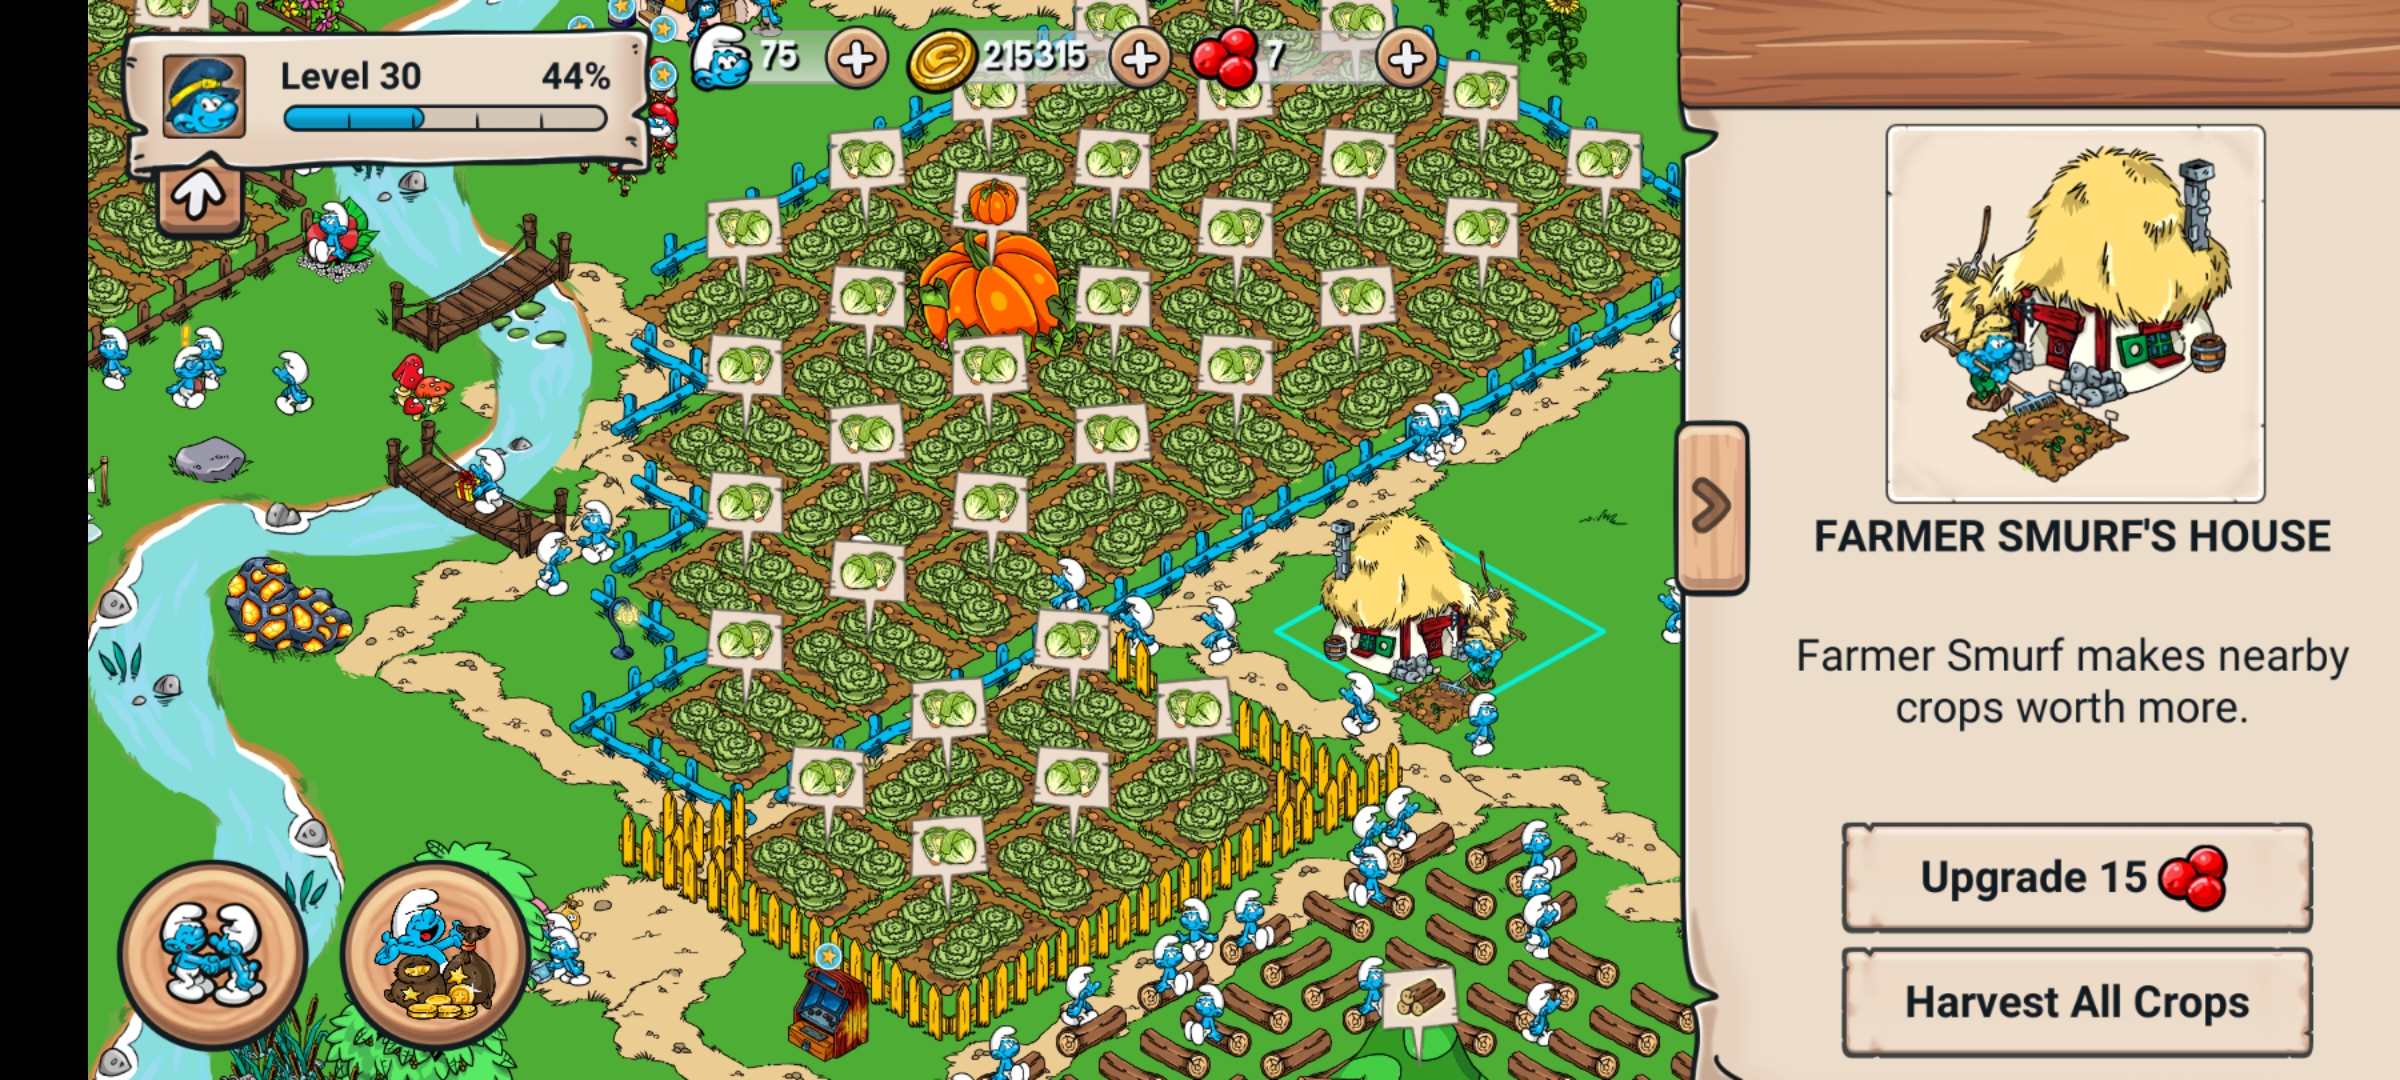 Level 30 44%
75
215315
7
FARMER SMURF'S HOUSE
Farmer Smurf makes nearby
crops worth more.
Upgrade 15
Harvest All Crops